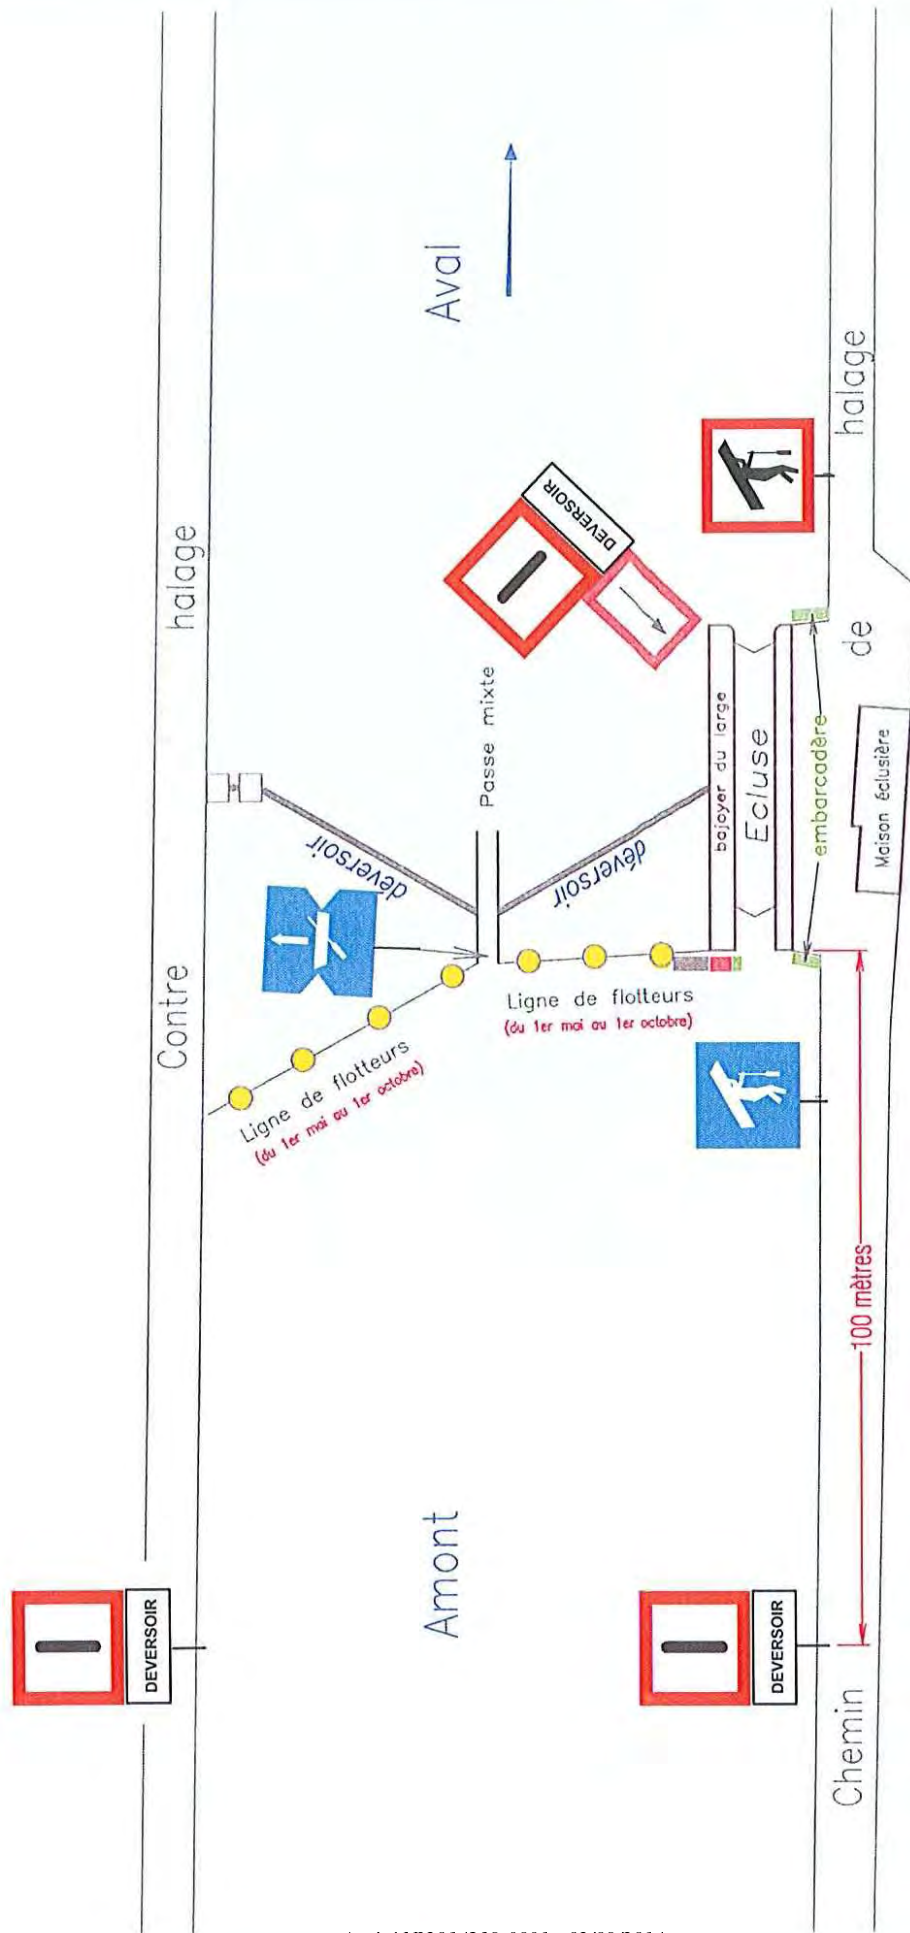 Contre halage
déversoir
Passe mixte
Aval
DEVERSOIR
Ligne de flotteurs
(du 1er mai au 1er octobre)
Ligne de flotteurs
(du 1er mai au 1er octobre)
déversoir
bajoyer du large
Ecluse
embarcadère
Maison éclusière
Amont
DEVERSOIR
DEVERSOIR
100 mètres
Chemin de halage